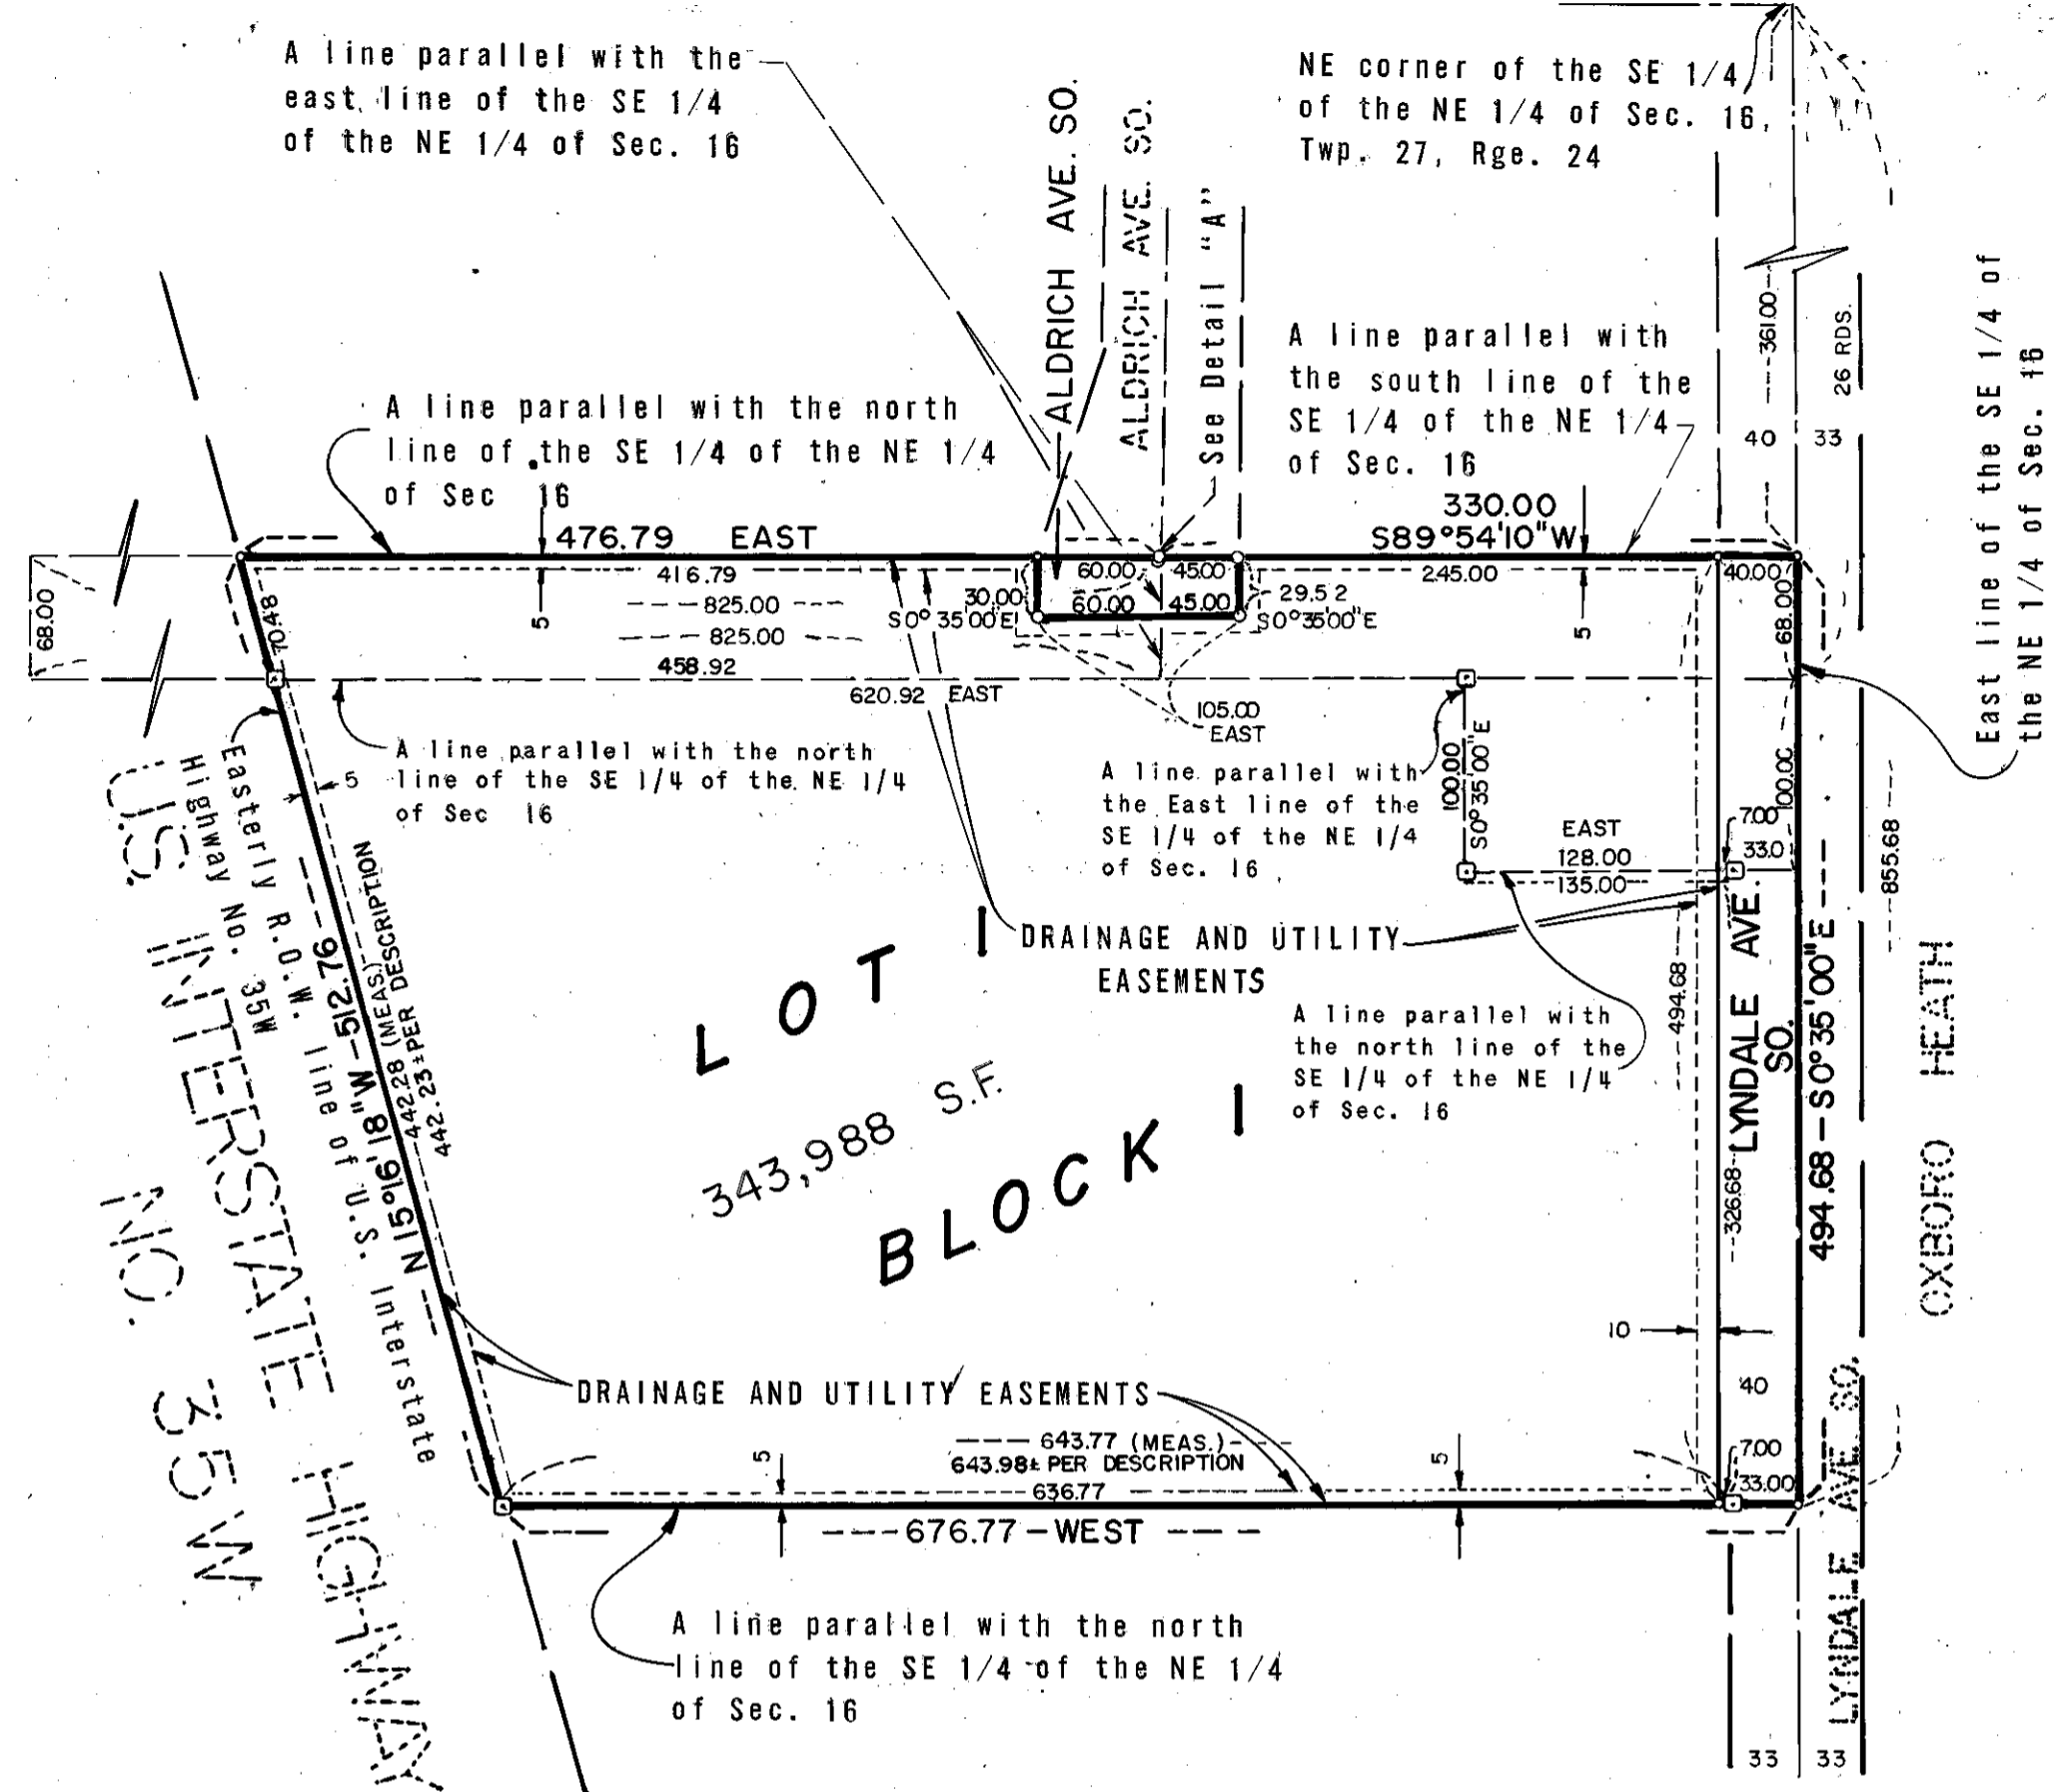 A line parallel with the
east line of the SE 1/4
of the NE 1/4 of Sec. 16
ALDRICH AVE. SO.
ALDRICH AVE. SO.
See Detail "A"
NE corner of the SE 1/4
of the NE 1/4 of Sec. 16,
Twp. 27, Rge. 24
361.00
26 RDS.
40
33
East line of the SE 1/4 of
the NE 1/4 of Sec. 16
A line parallel with the north
line of the SE 1/4 of the NE 1/4
of Sec 16
A line parallel with
the south line of the
SE 1/4 of the NE 1/4
of Sec. 16
476.79 EAST
330.00
S89°54'10"W
68.00
70.48
416.79
825.00
825.00
458.92
5
30.00
S0°35'00"E
60.00
45.00
60.00
45.00
29.52
S0°35'00"E
245.00
5
40.00
68.00
620.92 EAST
105.00
EAST
A line parallel with the north
line of the SE 1/4 of the NE 1/4
of Sec 16
5
A line parallel with
the East line of the
SE 1/4 of the NE 1/4
of Sec. 16
100.00
S0°35'00"E
EAST
128.00
135.00
7.00
33.0
100.00
855.68
Easterly R.O.W. line of U.S. Interstate
Highway No. 35W
U.S. INTERSTATE HIGHWAY
NO. 35W
N15°16'18"W-512.76
442.28 (MEAS.)
442.23± PER DESCRIPTION
DRAINAGE AND UTILITY
EASEMENTS
LOT 1
343,988 S.F.
BLOCK 1
A line parallel with
the north line of the
SE 1/4 of the NE 1/4
of Sec. 16
494.68
326.68
LYNDALE AVE.
SO.
494.68-S0°35'00"E
OXBORO HEATH
10
40
DRAINAGE AND UTILITY EASEMENTS
643.77 (MEAS.)
643.98± PER DESCRIPTION
636.77
5
5
7.00
33.00
676.77-WEST
A line parallel with the north
line of the SE 1/4 of the NE 1/4
of Sec. 16
LYNDALE AVE. SO.
33
33